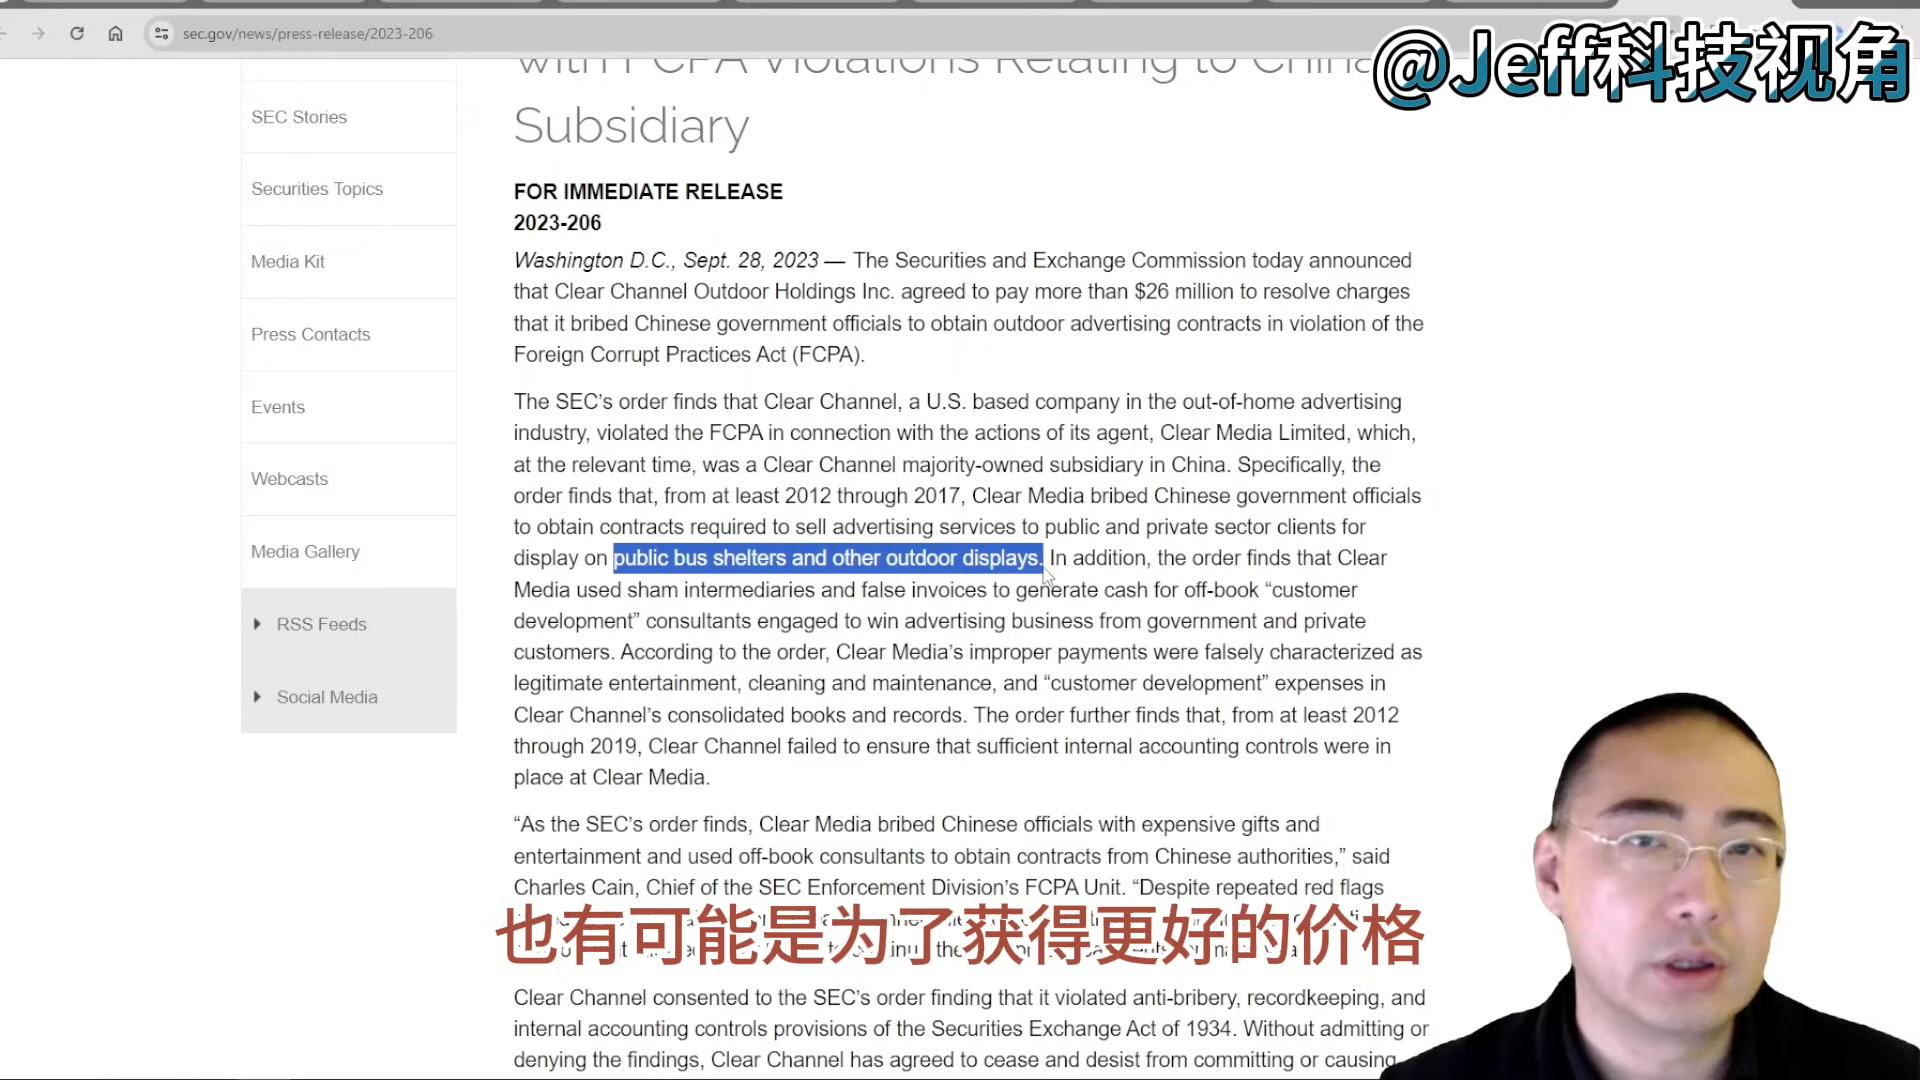 sec.gov/news/press-release/2023-206
@Jeff科技视角
with FCPA Violations Relating to China
Subsidiary
SEC Stories
Securities Topics
Media Kit
Press Contacts
Events
Webcasts
Media Gallery
RSS Feeds
Social Media
FOR IMMEDIATE RELEASE
2023-206
Washington D.C., Sept. 28, 2023 — The Securities and Exchange Commission today announced
that Clear Channel Outdoor Holdings Inc. agreed to pay more than $26 million to resolve charges
that it bribed Chinese government officials to obtain outdoor advertising contracts in violation of the
Foreign Corrupt Practices Act (FCPA).
The SEC’s order finds that Clear Channel, a U.S. based company in the out-of-home advertising
industry, violated the FCPA in connection with the actions of its agent, Clear Media Limited, which,
at the relevant time, was a Clear Channel majority-owned subsidiary in China. Specifically, the
order finds that, from at least 2012 through 2017, Clear Media bribed Chinese government officials
to obtain contracts required to sell advertising services to public and private sector clients for
display on public bus shelters and other outdoor displays. In addition, the order finds that Clear
Media used sham intermediaries and false invoices to generate cash for off-book “customer
development” consultants engaged to win advertising business from government and private
customers. According to the order, Clear Media’s improper payments were falsely characterized as
legitimate entertainment, cleaning and maintenance, and “customer development” expenses in
Clear Channel’s consolidated books and records. The order further finds that, from at least 2012
through 2019, Clear Channel failed to ensure that sufficient internal accounting controls were in
place at Clear Media.
“As the SEC’s order finds, Clear Media bribed Chinese officials with expensive gifts and
entertainment and used off-book consultants to obtain contracts from Chinese authorities,” said
Charles Cain, Chief of the SEC Enforcement Division’s FCPA Unit. “Despite repeated red flags
也有可能是为了获得更好的价格
Clear Channel consented to the SEC’s order finding that it violated anti-bribery, recordkeeping, and
internal accounting controls provisions of the Securities Exchange Act of 1934. Without admitting or
denying the findings, Clear Channel has agreed to cease and desist from committing or causing